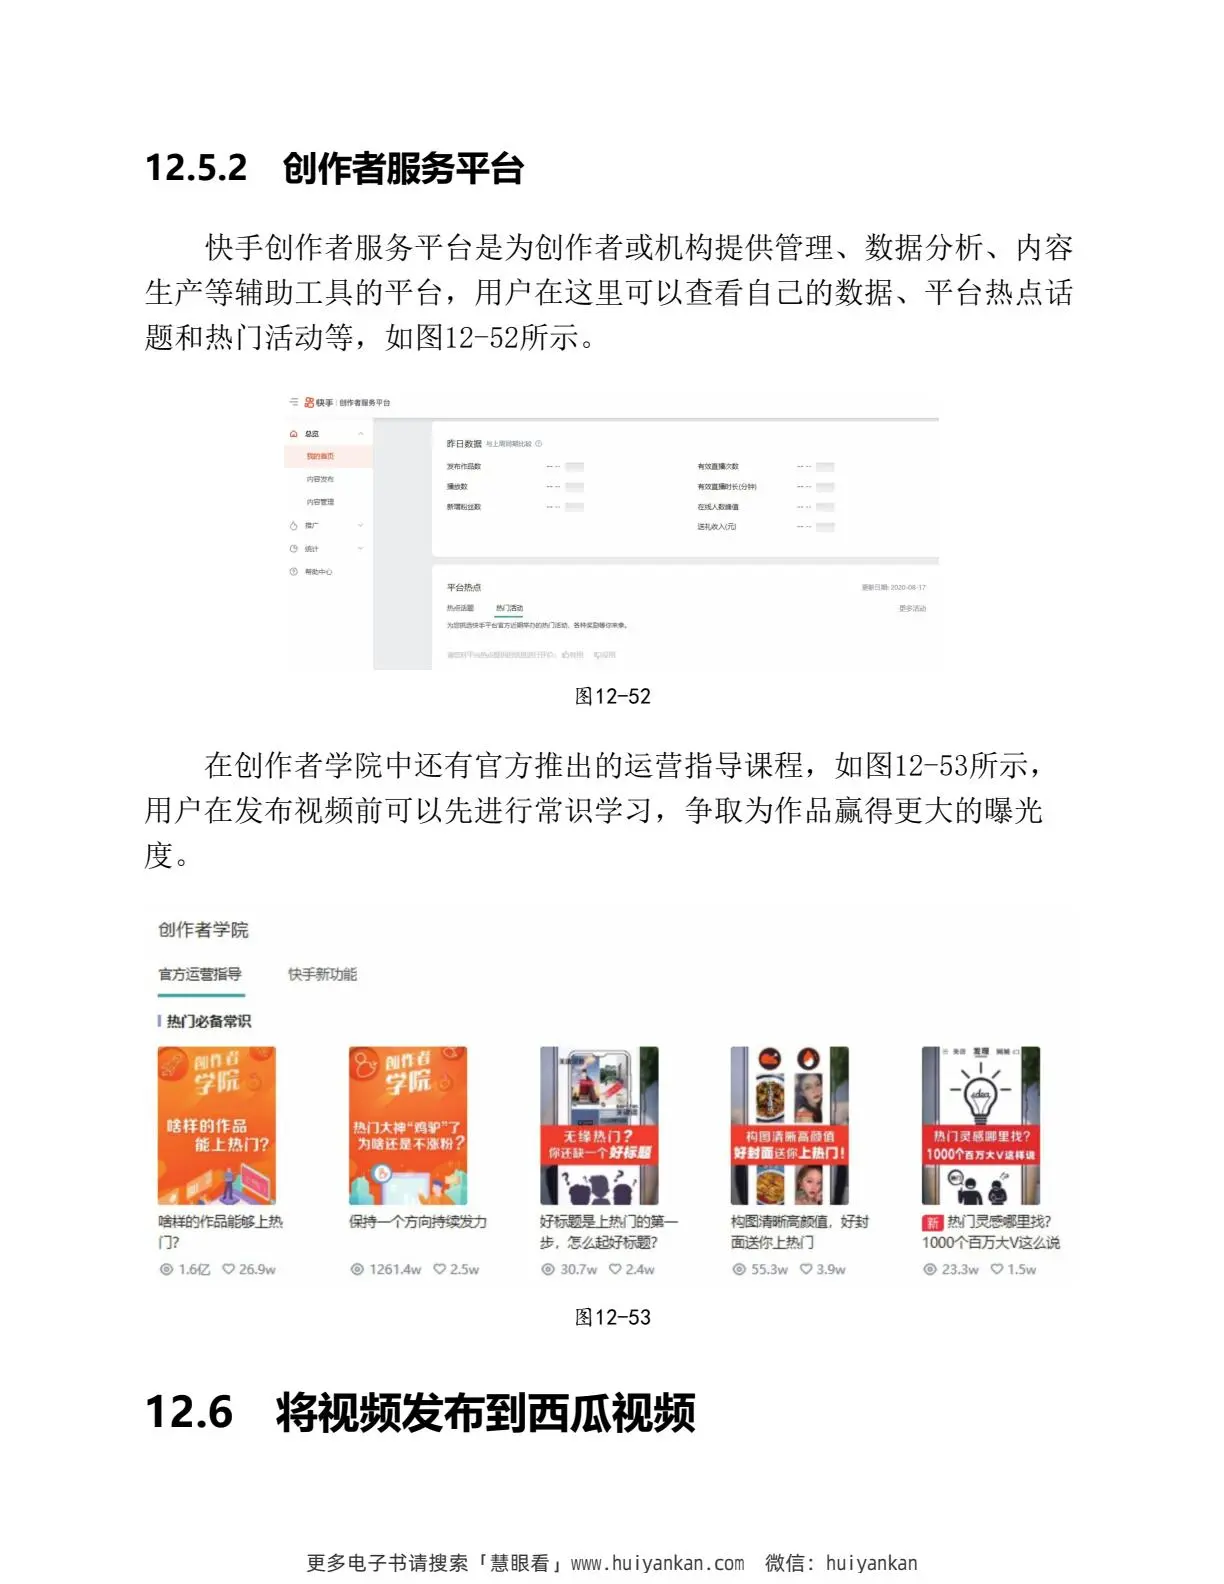 12.5.2 创作者服务平台
快手创作者服务平台是为创作者或机构提供管理、数据分析、内容
生产等辅助工具的平台，用户在这里可以查看自己的数据、平台热点话
题和热门活动等，如图12-52所示。
快手 | 创作者服务平台
总览
我的首页
内容发布
内容管理
推广
统计
帮助中心
昨日数据 与上周同期比较
发布作品数 -- --
播放数 -- --
新增粉丝数 -- --
有效直播次数 -- --
有效直播时长(分钟) -- --
在线人数峰值 -- --
送礼收入(元) -- --
平台热点 更新日期: 2020-08-17
热点话题 热门活动 更多活动
为您挑选快手平台官方近期举办的热门活动，各种奖励等你来拿。
图12-52
在创作者学院中还有官方推出的运营指导课程，如图12-53所示，
用户在发布视频前可以先进行常识学习，争取为作品赢得更大的曝光
度。
创作者学院
官方运营指导 快手新功能
热门必备常识
创作者
学院
啥样的作品
能上热门?
啥样的作品能够上热
门?
1.6亿 26.9w
创作者
学院
热门大神“鸡驴”了
为啥还是不涨粉?
保持一个方向持续发力
1261.4w 2.5w
无缘热门?
你还缺一个好标题
好标题是上热门的第一
步，怎么起好标题?
30.7w 2.4w
构图清晰高颜值
好封面送你上热门!
构图清晰高颜值，好封
面送你上热门
55.3w 3.9w
关注 发现 同城
idea
热门灵感哪里找?
1000个百万大V这样说
新 热门灵感哪里找?
1000个百万大V这么说
23.3w 1.5w
图12-53
12.6 将视频发布到西瓜视频
更多电子书请搜索「慧眼看」www.huiyankan.com 微信：huiyankan